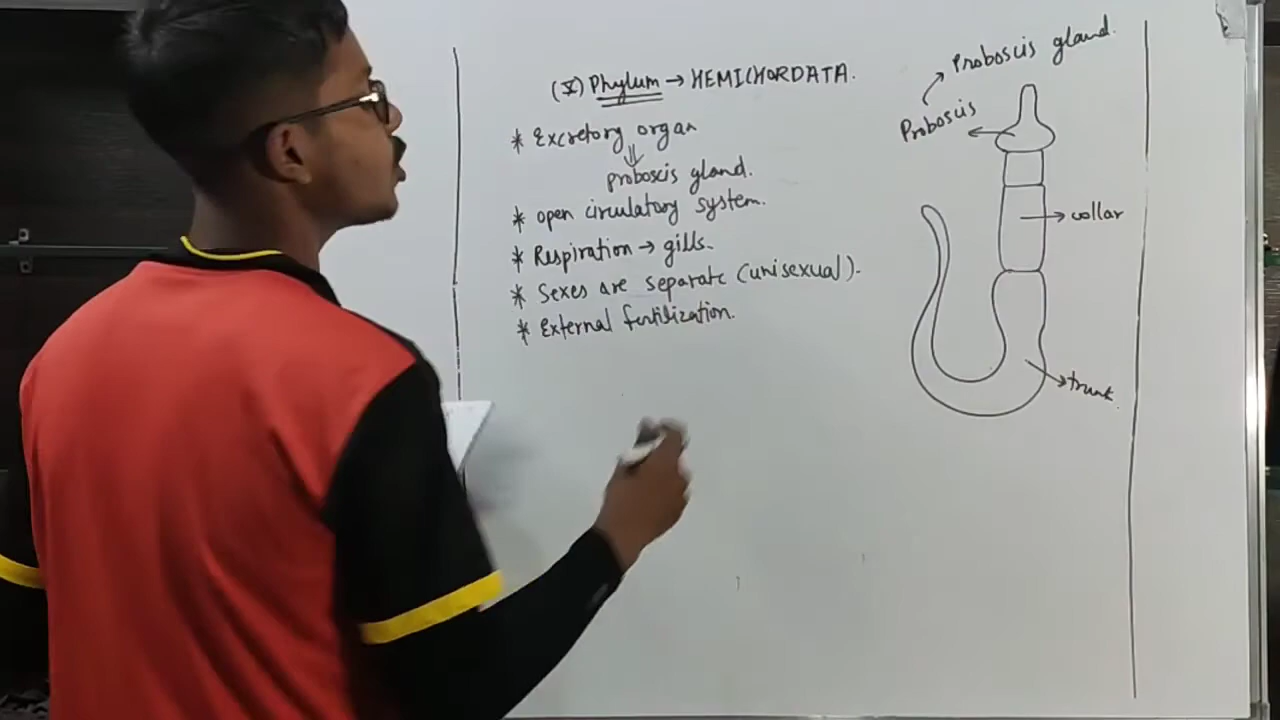 (V) Phylum → HEMICHORDATA.
* Excretory organ
⇓
proboscis gland.
* open circulatory system.
* Respiration → gills.
* Sexes are separate (unisexual).
* External fertilization.
Proboscis gland.
Proboscis
collar
trunk